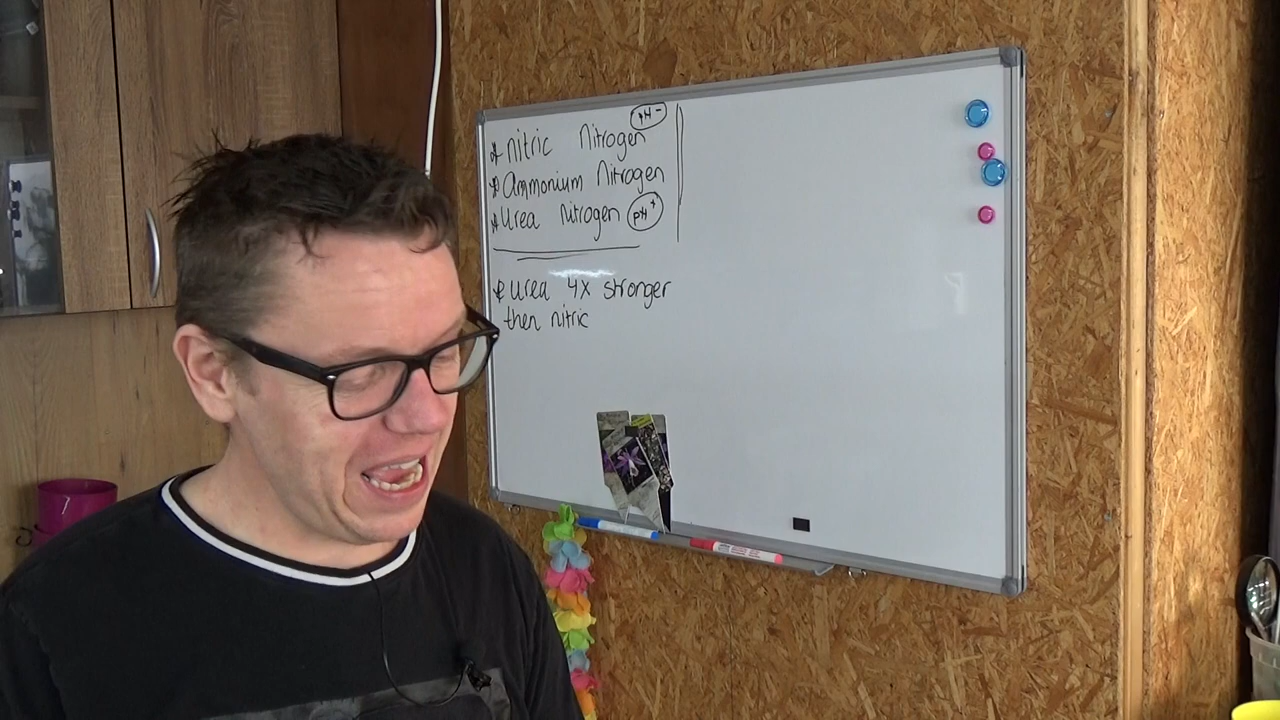 pH -
* nitric Nitrogen
* Ammonium Nitrogen
* Urea Nitrogen pH +
* urea 4x stronger
then nitric